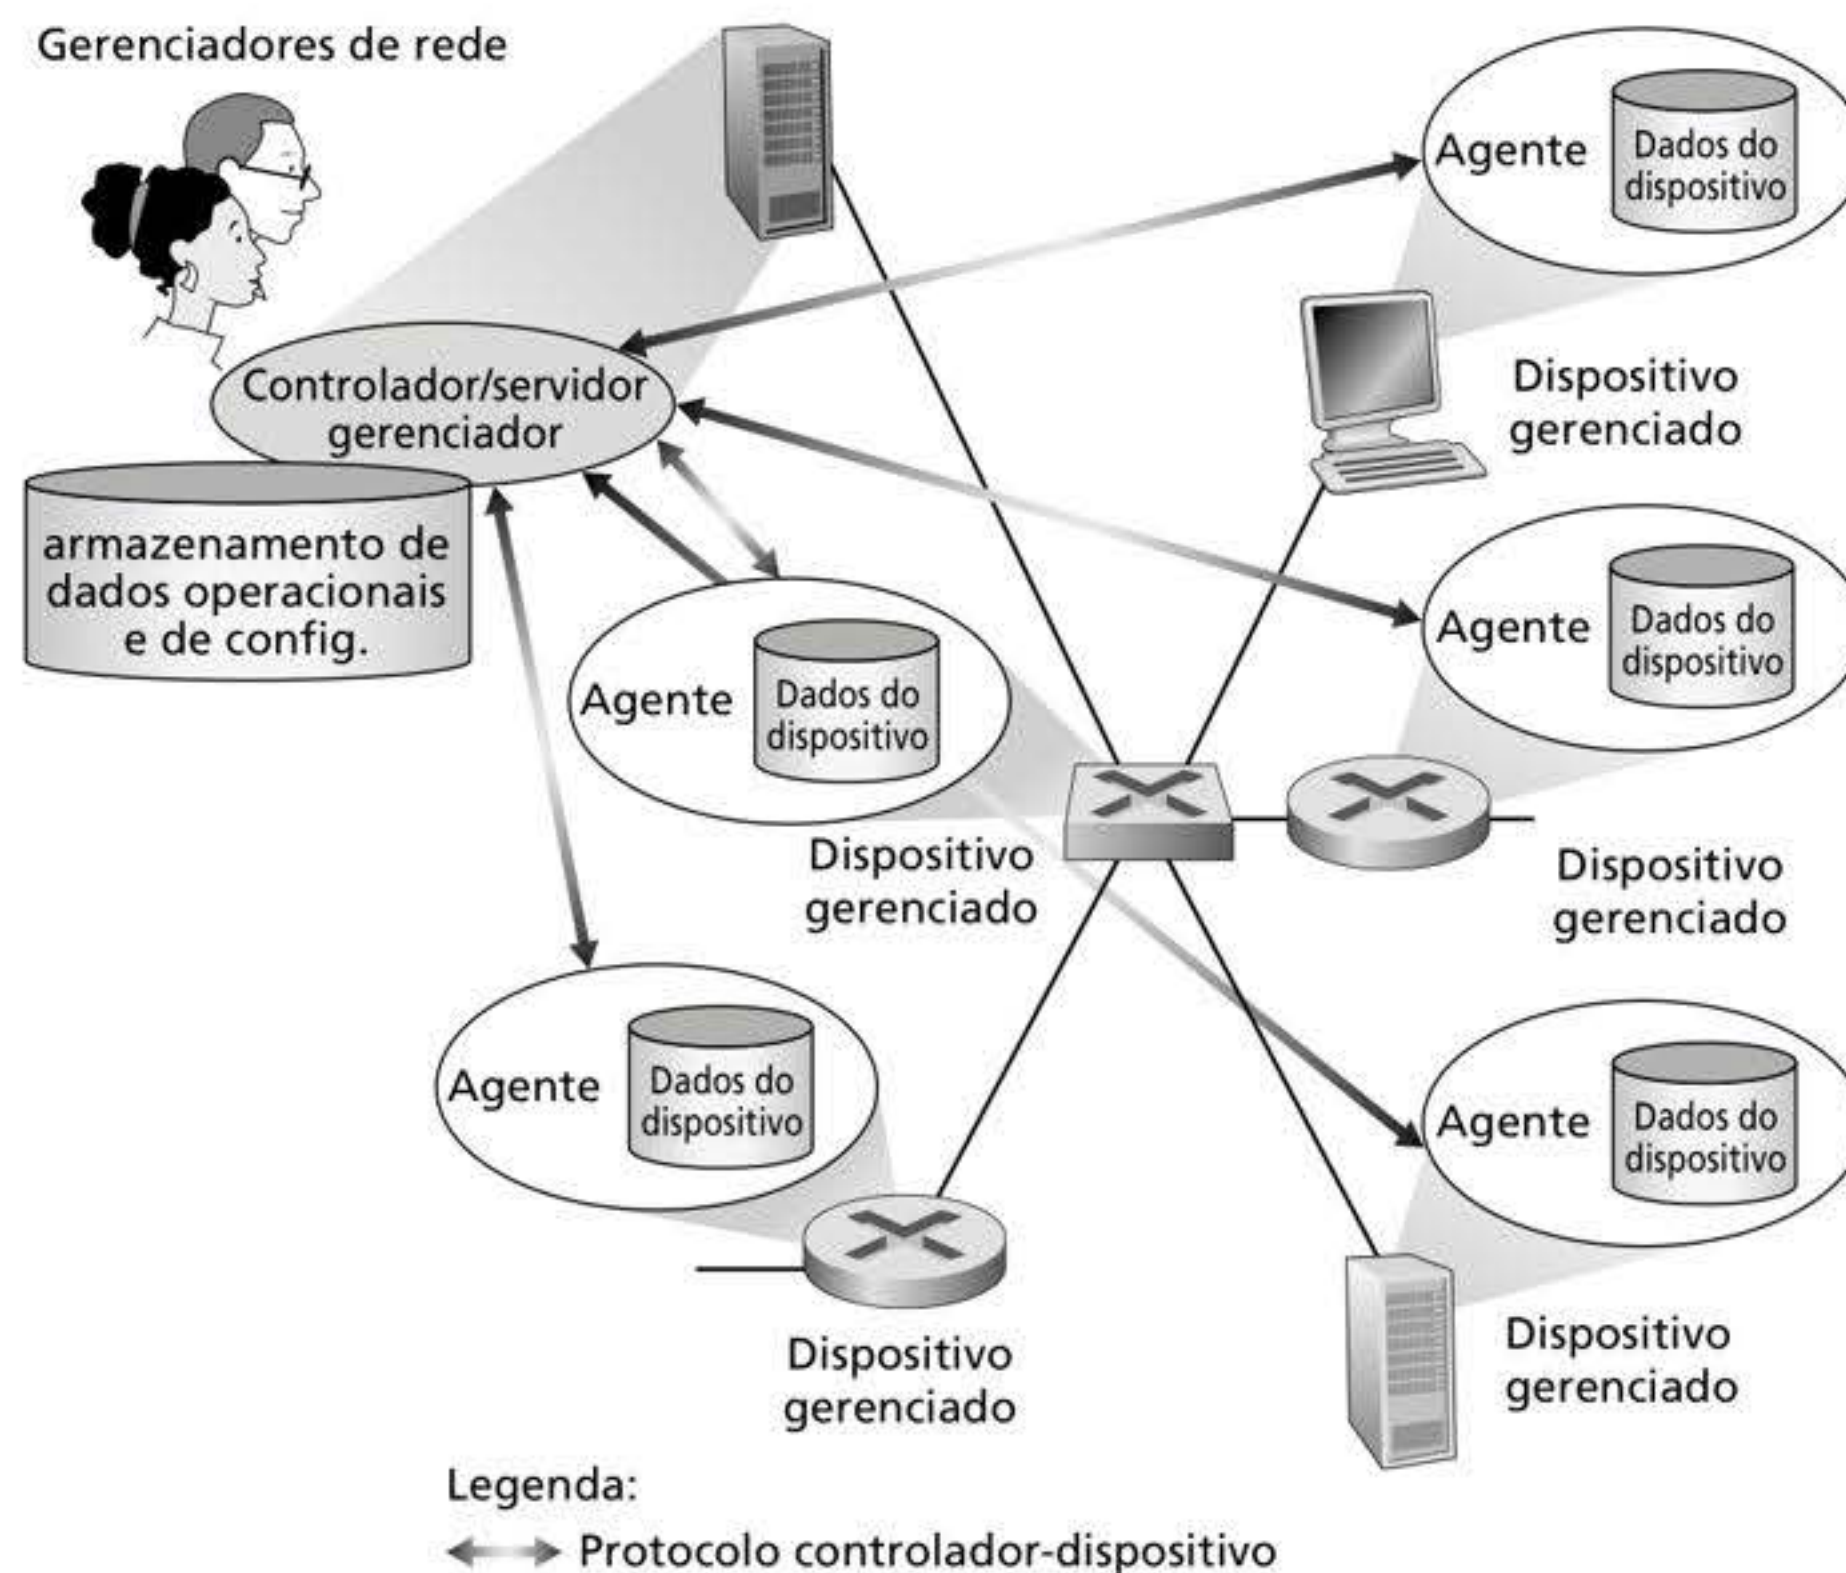 Gerenciadores de rede
Agente
Dados do
dispositivo
Controlador/servidor
gerenciador
Dispositivo
gerenciado
armazenamento de
dados operacionais
e de config.
Agente
Dados do
dispositivo
Agente
Dados do
dispositivo
Dispositivo
gerenciado
Dispositivo
gerenciado
Agente
Dados do
dispositivo
Agente
Dados do
dispositivo
Dispositivo
gerenciado
Dispositivo
gerenciado
Legenda:
Protocolo controlador-dispositivo